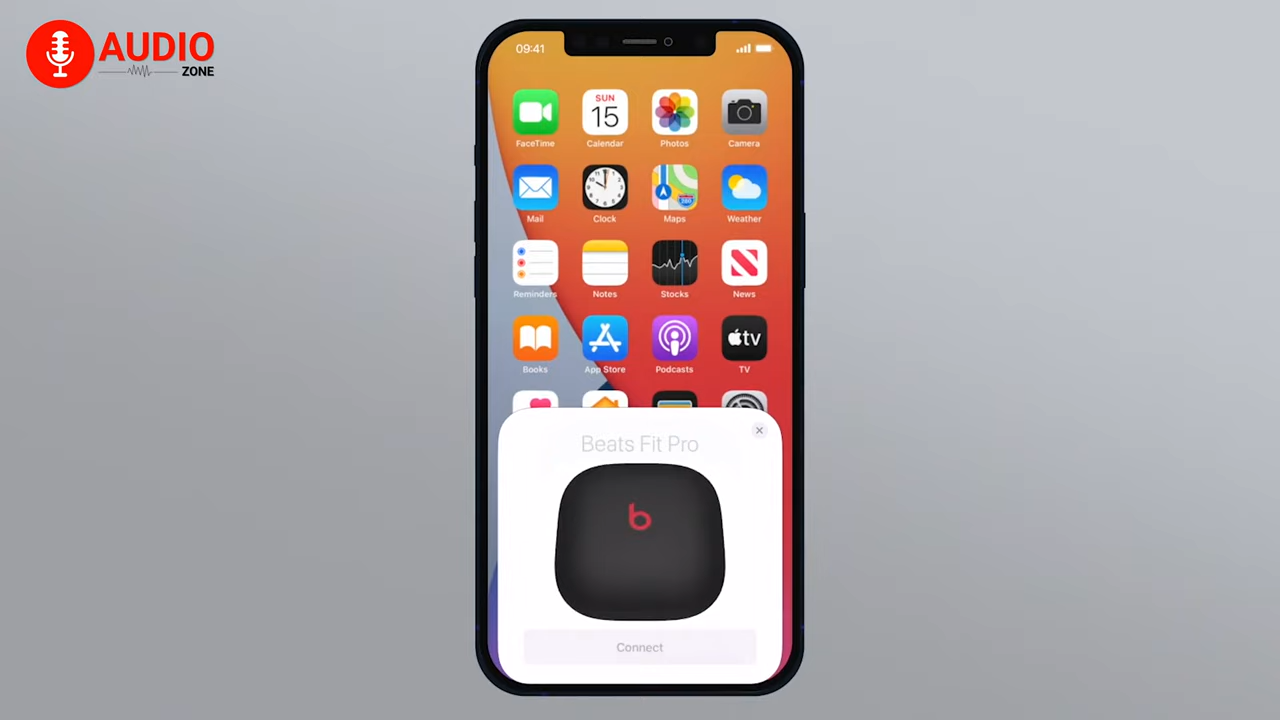 AUDIO
ZONE
09:41
SUN
15
FaceTime
Calendar
Photos
Camera
Mail
Clock
Maps
Weather
280
Reminders
Notes
Stocks
News
tv
Books
App Store
Podcasts
TV
Beats Fit Pro
b
Connect